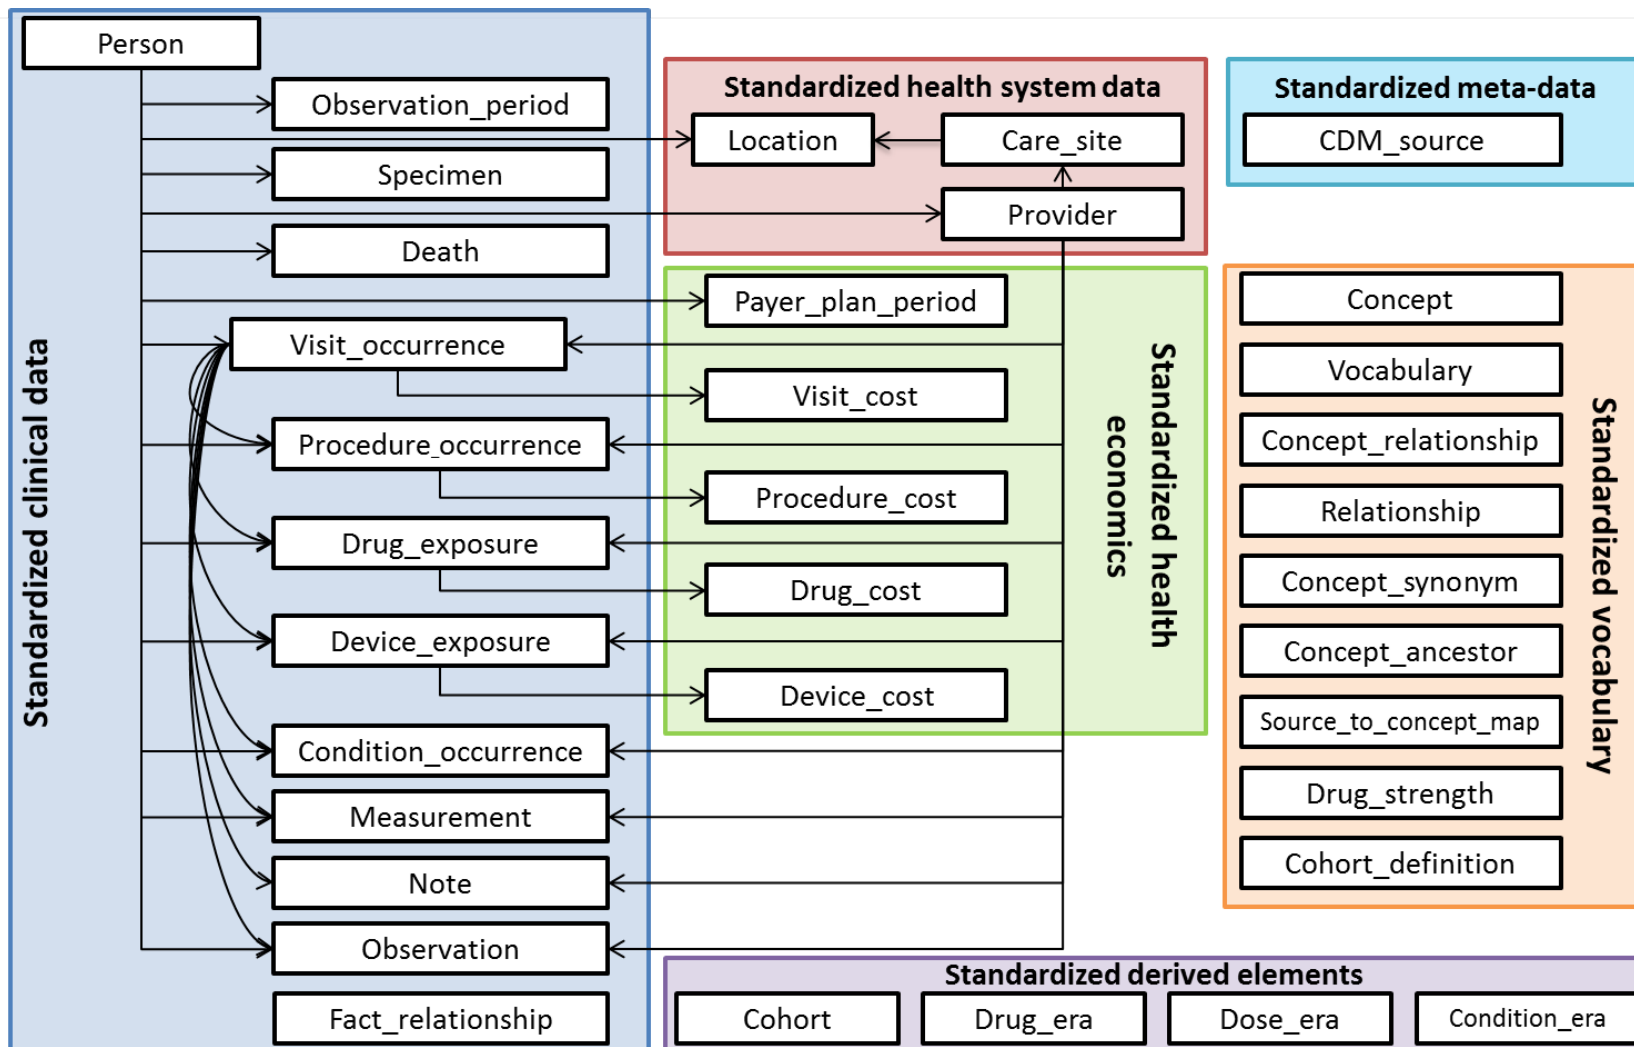 Person
Observation_period
Specimen
Death
Visit_occurrence
Procedure_occurrence
Drug_exposure
Device_exposure
Condition_occurrence
Measurement
Note
Observation
Fact_relationship
Standardized clinical data
Standardized health system data
Location
Care_site
Provider
Payer_plan_period
Visit_cost
Procedure_cost
Drug_cost
Device_cost
Standardized health
economics
Standardized meta-data
CDM_source
Concept
Vocabulary
Concept_relationship
Relationship
Concept_synonym
Concept_ancestor
Source_to_concept_map
Drug_strength
Cohort_definition
Standardized vocabulary
Standardized derived elements
Cohort
Drug_era
Dose_era
Condition_era